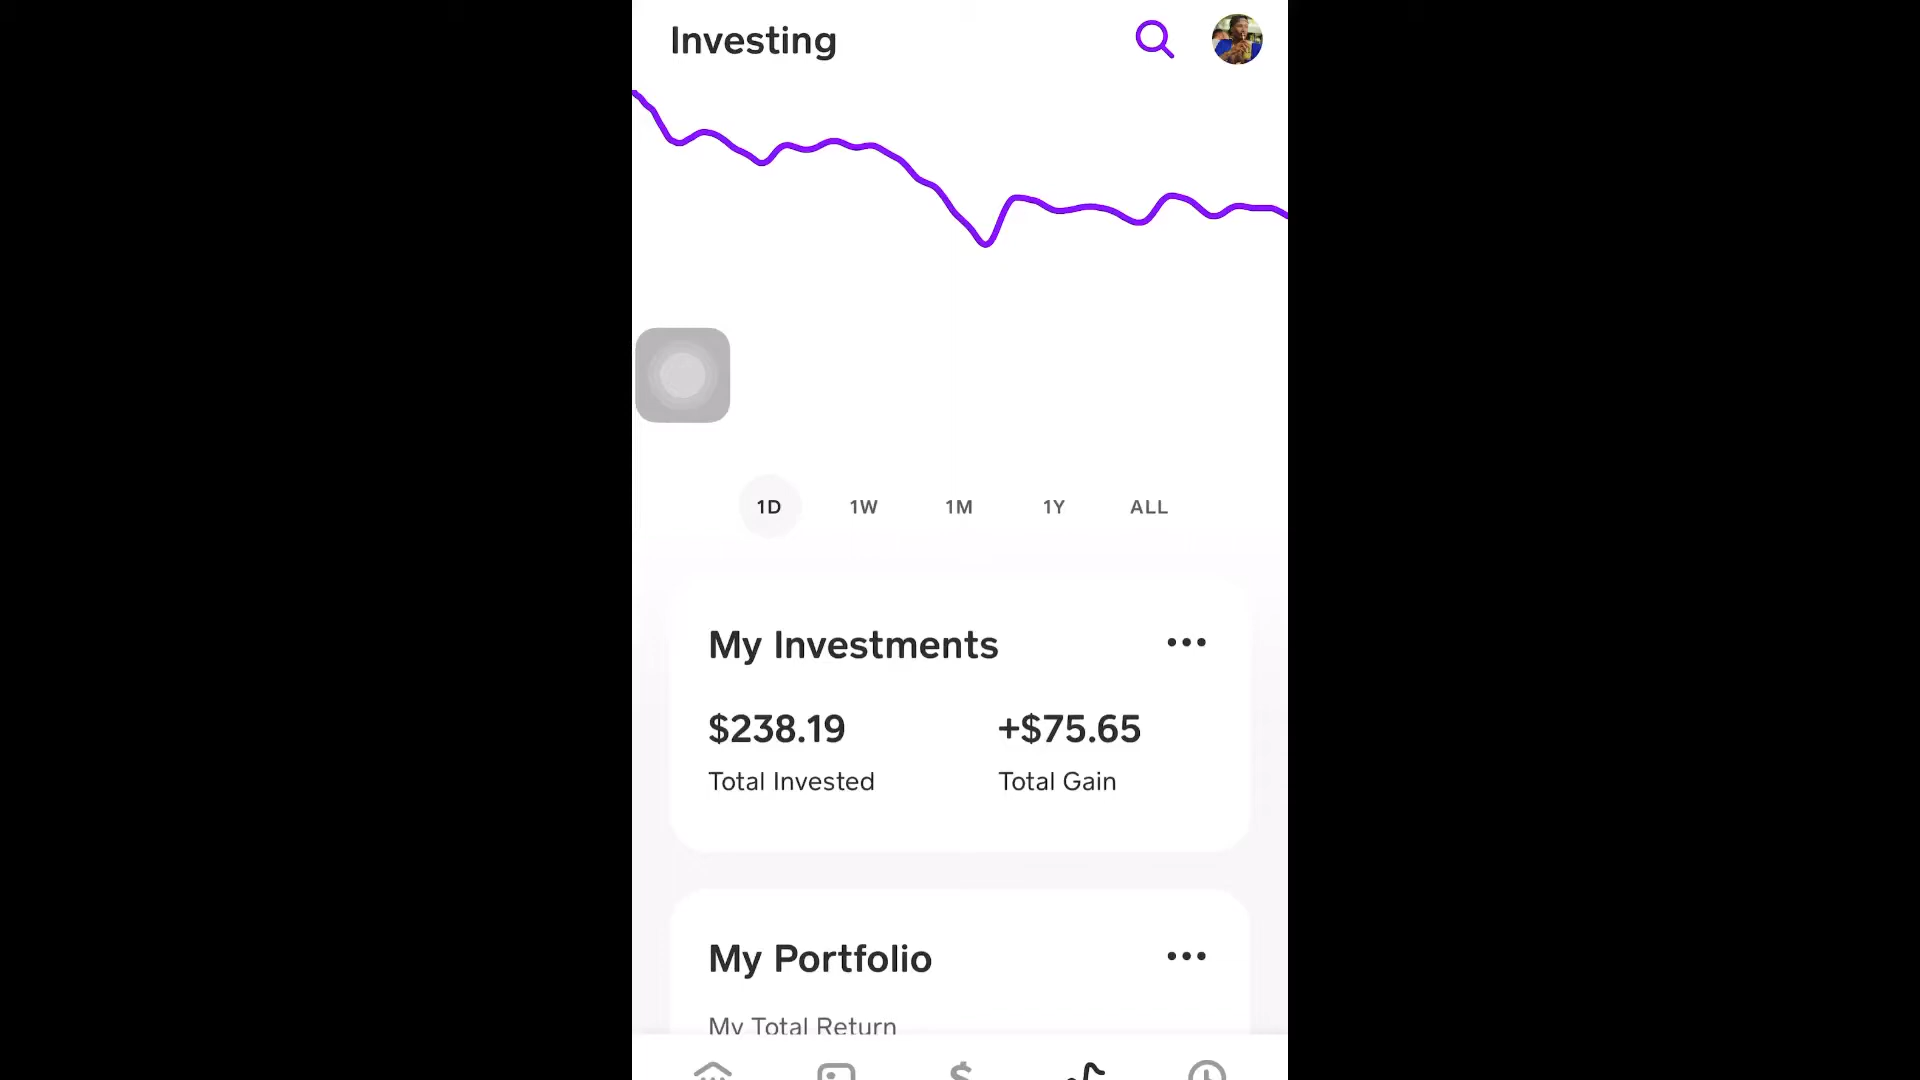 Investing
1D 1W 1M 1Y ALL
My Investments
$238.19 +$75.65
Total Invested Total Gain
My Portfolio
My Total Return